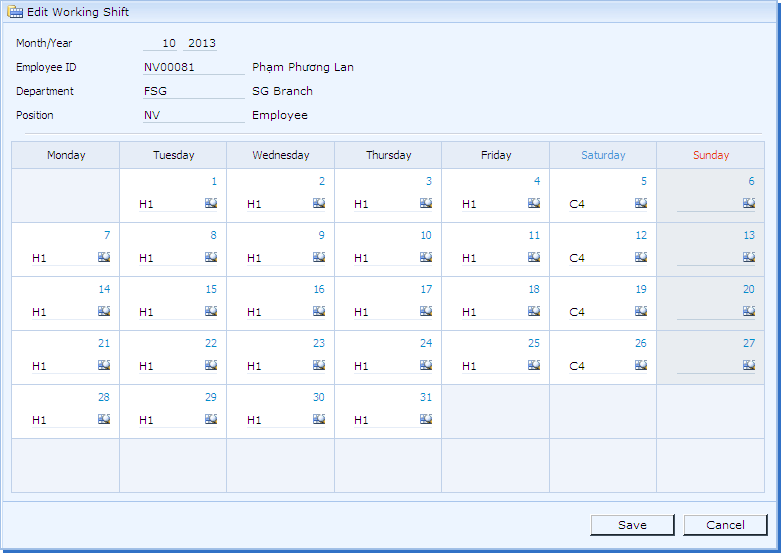 Edit Working Shift
Month/Year 10 2013
Employee ID NV00081 Phạm Phương Lan
Department FSG SG Branch
Position NV Employee
Monday Tuesday Wednesday Thursday Friday Saturday Sunday
1 2 3 4 5 6
H1 H1 H1 H1 C4
7 8 9 10 11 12 13
H1 H1 H1 H1 H1 C4
14 15 16 17 18 19 20
H1 H1 H1 H1 H1 C4
21 22 23 24 25 26 27
H1 H1 H1 H1 H1 C4
28 29 30 31
H1 H1 H1 H1
Save Cancel